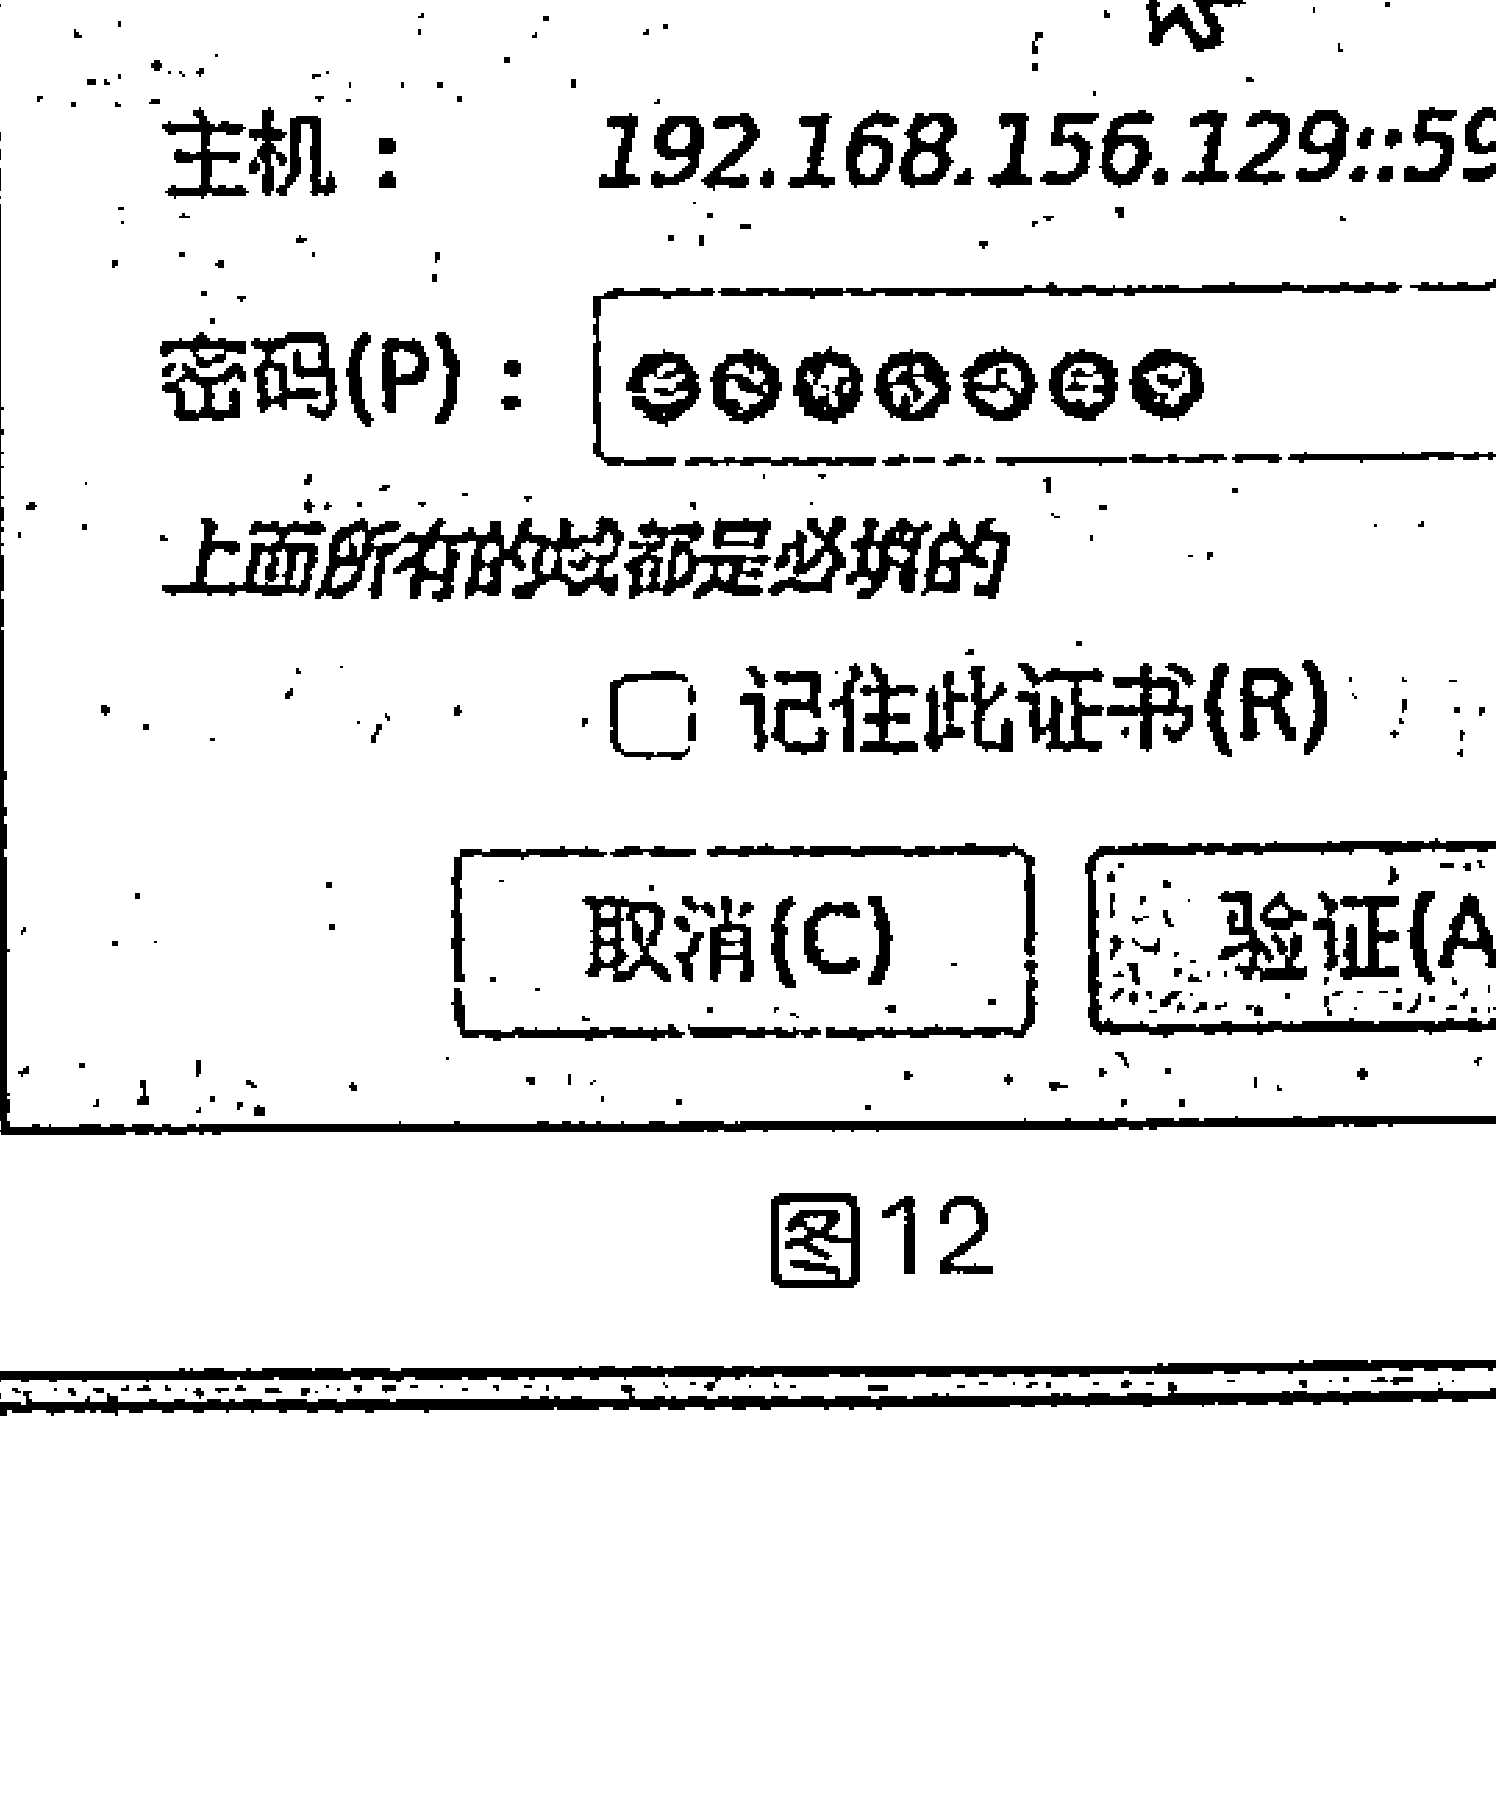 主机： 192.168.156.129::59
密码(P)：
上面所有的域都是必填的
记住此证书(R)
取消(C) 验证(A
图12